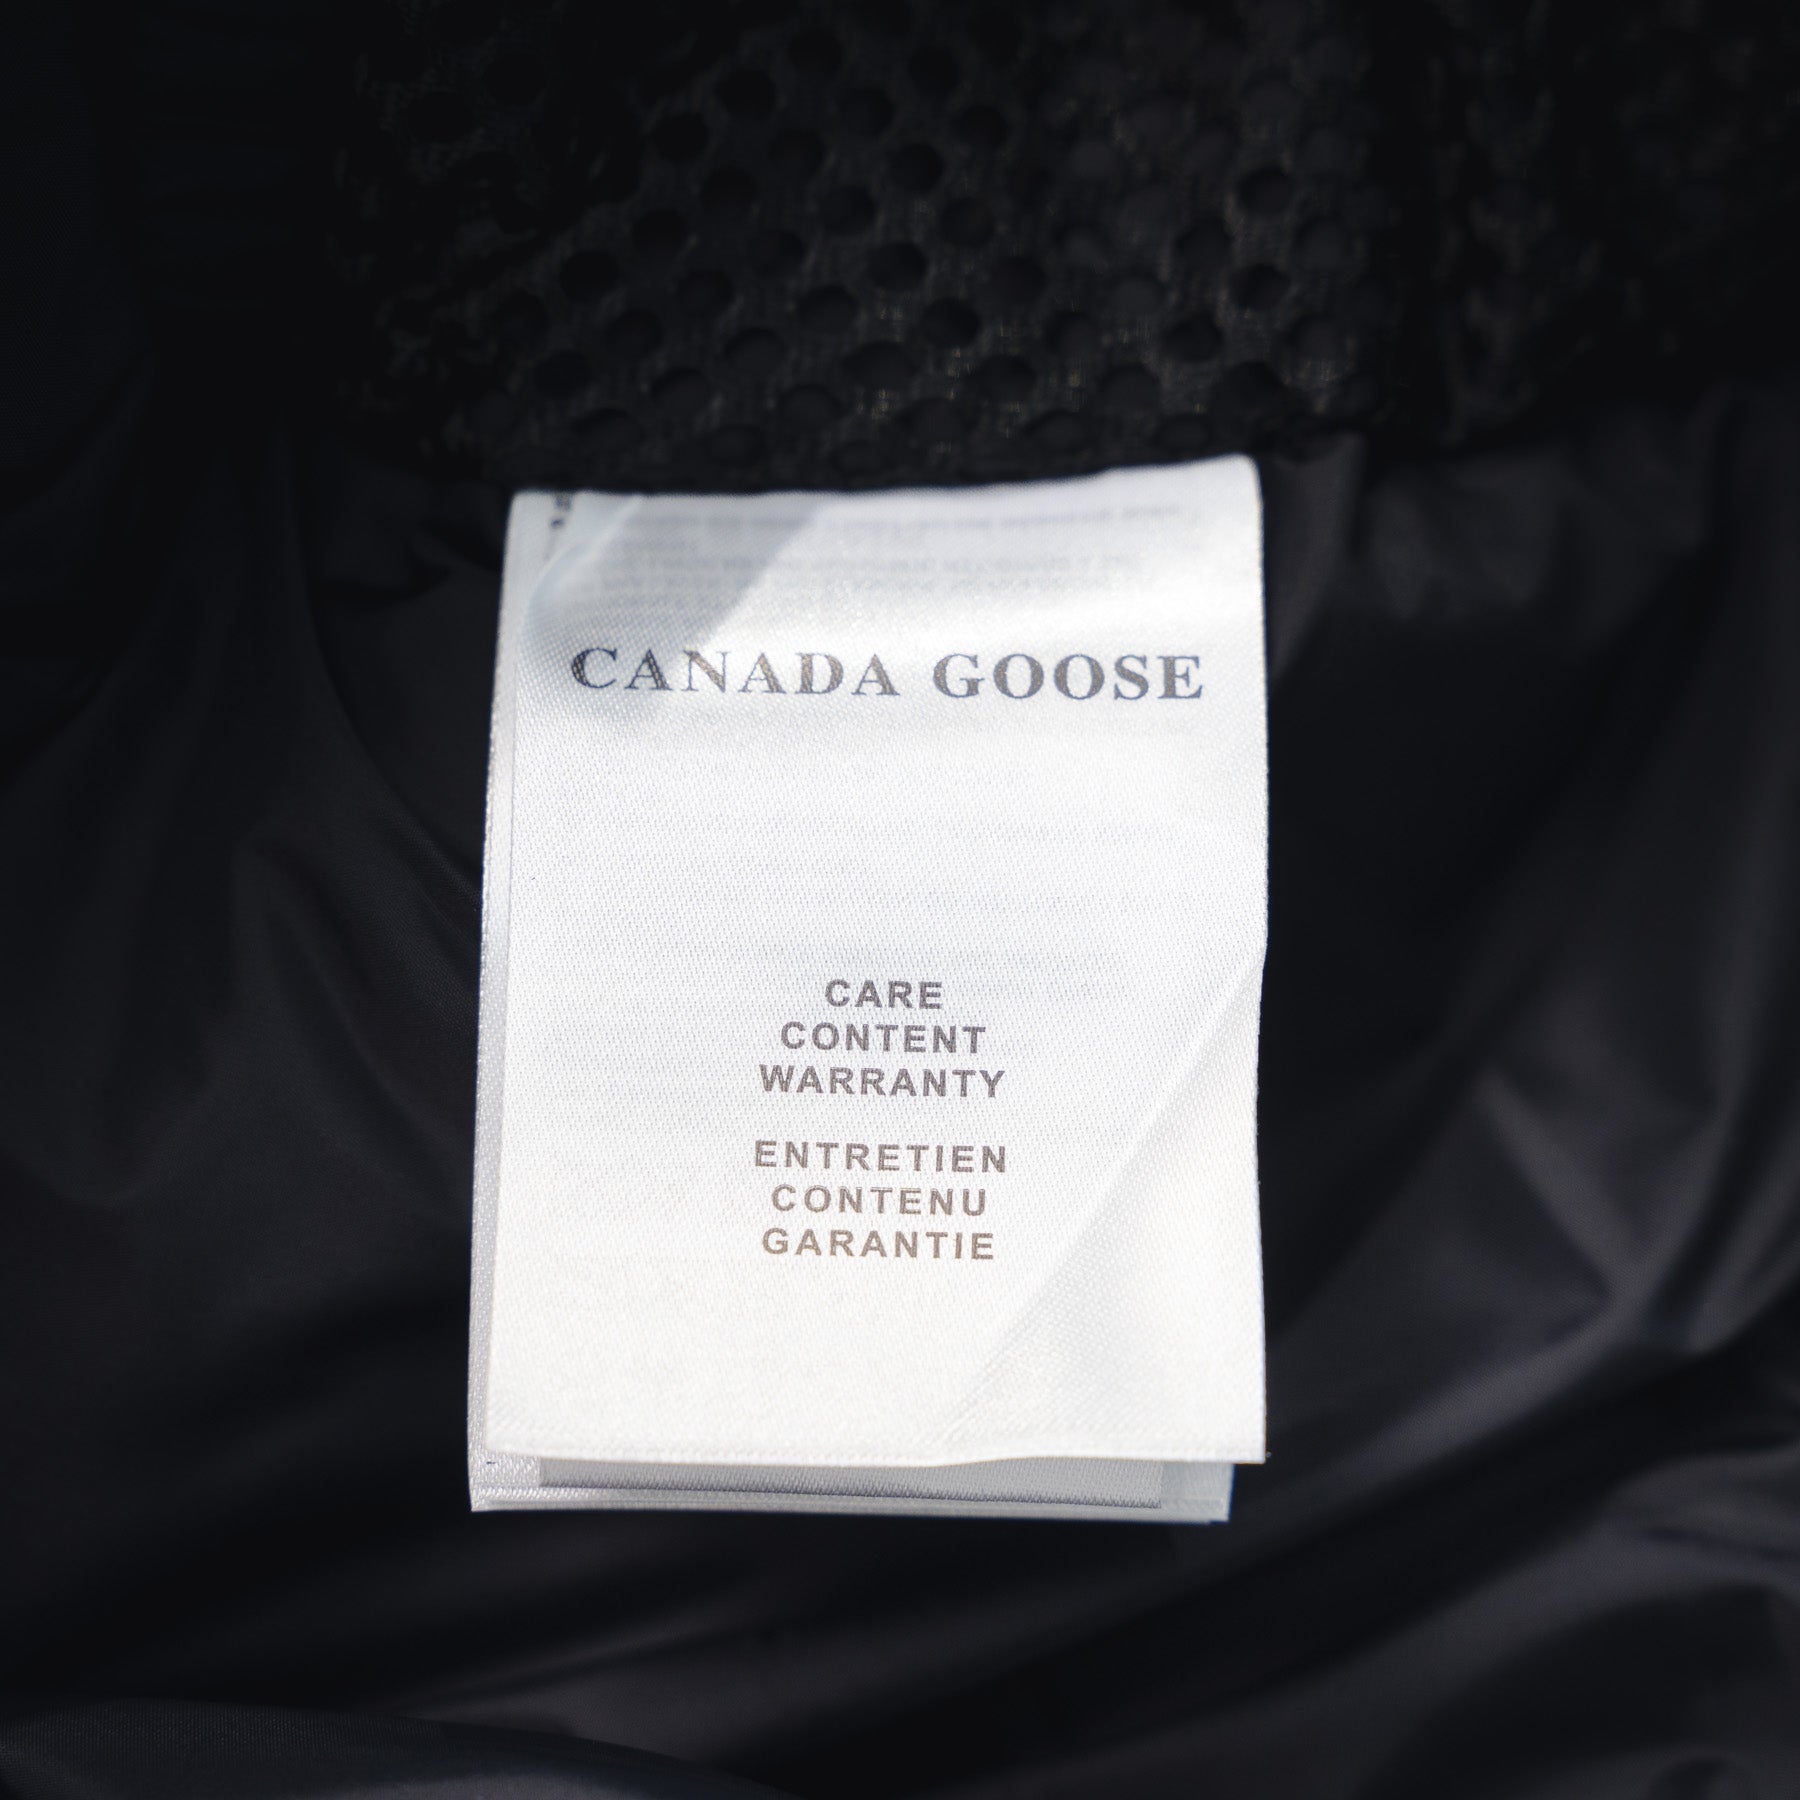 CANADA GOOSE
CARE
CONTENT
WARRANTY
ENTRETIEN
CONTENU
GARANTIE